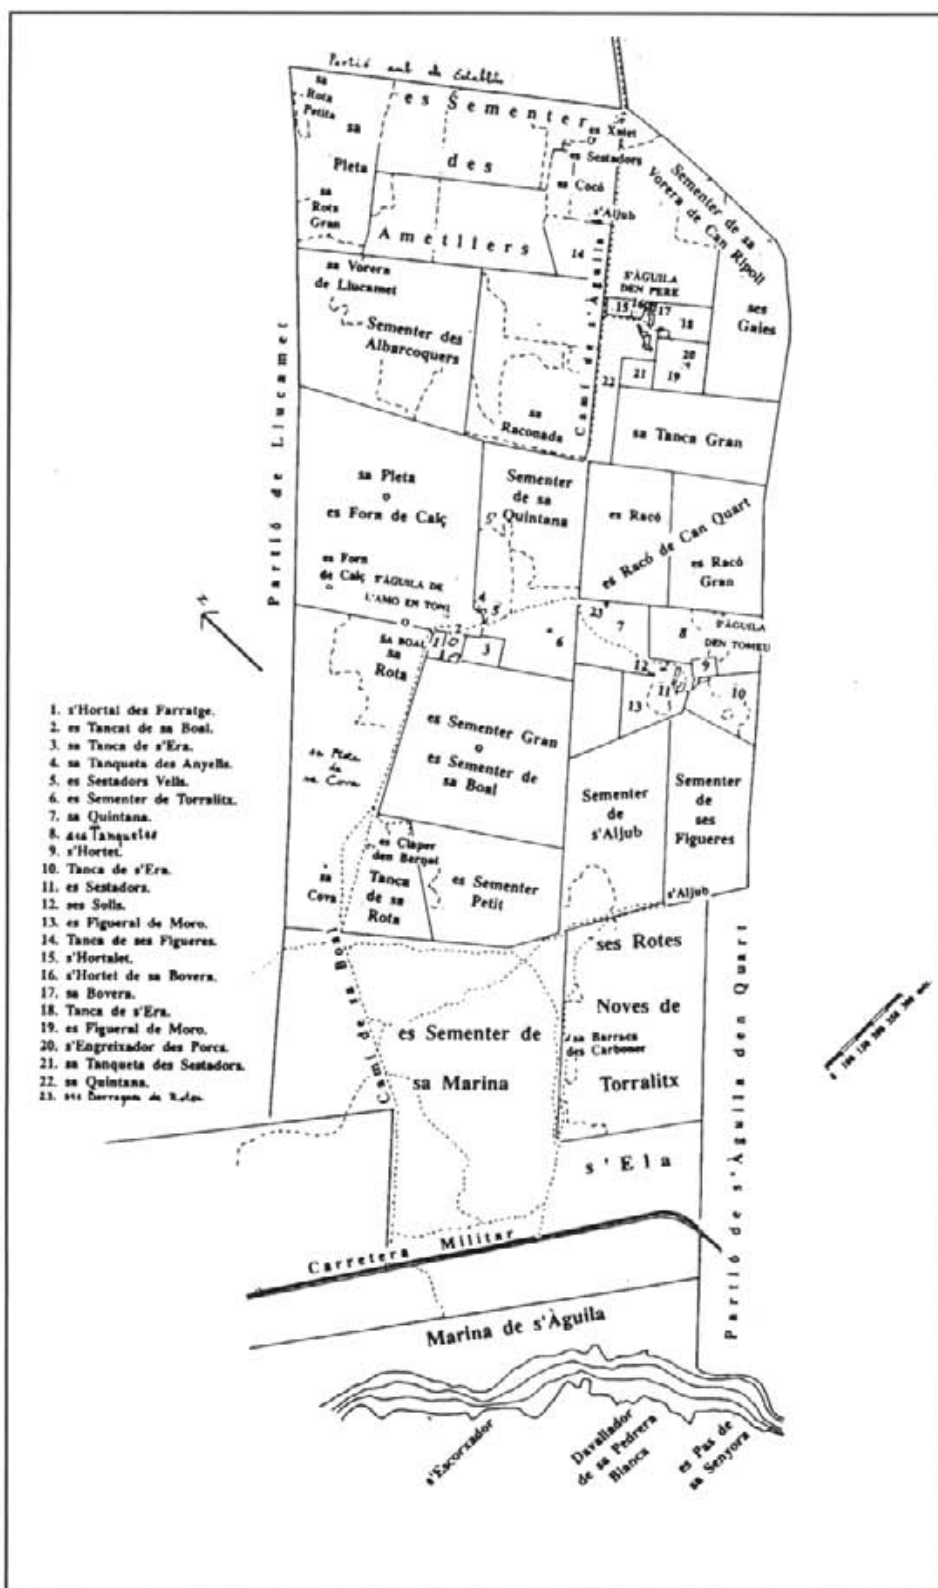 Partió amb
es Sementer
des
Ametllers
sa
Rota
Petita
sa
Pleta
sa
Rota
Gran
es Xalet
es Sestadors
es Cocó
s'Aljub
14
Sementer de sa
Vorera de Can Ripoll
ses
Gaies
sa Vorera
de Llucamet
Sementer des
Albarcoquers
S'ÀGUILA
DEN PERE
15
16
17
18
20
21
19
22
sa
Raconada
sa Tanca Gran
Partió de Llucamet
sa Pleta
o
es Forn de Calç
Sementer
de sa
Quintana
es Racó
es Racó de Can Quart
es Racó
Gran
es Forn
de Calç
S'ÀGUILA DE
L'AMO EN TONI
4
5
23
7
8
S'ÀGUILA
DEN TOMEU
SA BOAL
1
2
3
6
12
9
11
10
13
sa
Rota
N
es Sementer Gran
o
es Sementer de
sa Boal
sa Pleta
de
sa Cova
Sementer
de
s'Aljub
Sementer
de
ses
Figueres
1. s'Hortal des Farratge.
2. es Tancat de sa Boal.
3. sa Tanca de s'Era.
4. sa Tanqueta des Anyells.
5. es Sestadors Vells.
6. es Sementer de Torralitx.
7. sa Quintana.
8. ses Tanquetes
9. s'Hortet.
10. Tanca de s'Era.
11. es Sestadors.
12. ses Solls.
13. es Figueral de Moro.
14. Tanca de ses Figueres.
15. s'Hortalet.
16. s'Hortet de sa Bovera.
17. sa Bovera.
18. Tanca de s'Era.
19. es Figueral de Moro.
20. s'Engreixador des Porcs.
21. sa Tanqueta des Sestadors.
22. sa Quintana.
23. ses
es Claper
den Bernat
Tanca
de sa
Rota
es Sementer
Petit
sa
Cova
s'Aljub
Camí de sa Boal
ses Rotes
Noves de
Torralitx
sa Barraca
des Carboner
es Sementer de
sa Marina
s'Ela
Partió de s'Àguila den Quart
Carretera Militar
Marina de s'Àguila
s'Escorxador
Davallador
de sa Pedrera
Blanca
es Pas de
sa Senyora